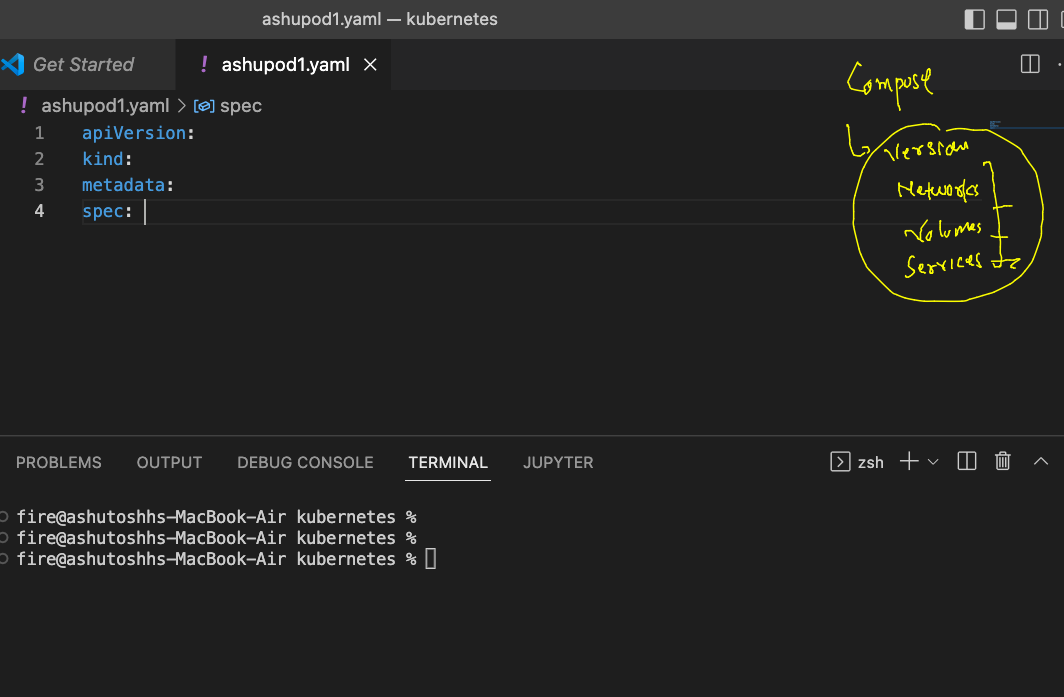 ashupod1.yaml — kubernetes
Get Started
! ashupod1.yaml
! ashupod1.yaml > spec
1 apiVersion:
2 kind:
3 metadata:
4 spec:
Compose
Version
Networks
Volumes
Services
PROBLEMS OUTPUT DEBUG CONSOLE TERMINAL JUPYTER
zsh
fire@ashutoshhs-MacBook-Air kubernetes %
fire@ashutoshhs-MacBook-Air kubernetes %
fire@ashutoshhs-MacBook-Air kubernetes %